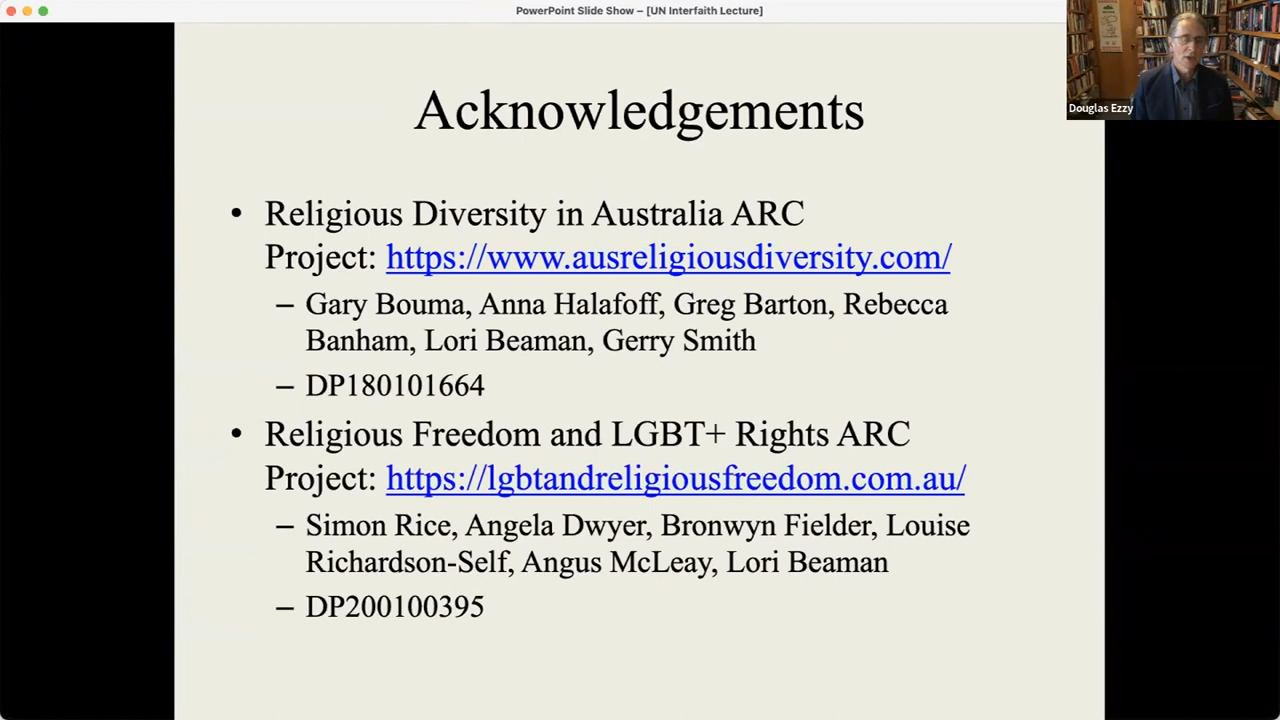 PowerPoint Slide Show – [UN Interfaith Lecture]
Douglas Ezzy
Acknowledgements
• Religious Diversity in Australia ARC
Project: https://www.ausreligiousdiversity.com/
– Gary Bouma, Anna Halafoff, Greg Barton, Rebecca
Banham, Lori Beaman, Gerry Smith
– DP180101664
• Religious Freedom and LGBT+ Rights ARC
Project: https://lgbtandreligiousfreedom.com.au/
– Simon Rice, Angela Dwyer, Bronwyn Fielder, Louise
Richardson-Self, Angus McLeay, Lori Beaman
– DP200100395